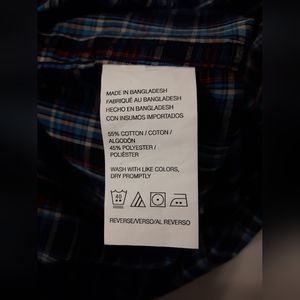 MADE IN BANGLADESH
FABRIQUÉ AU BANGLADESH
HECHO EN BANGLADESH
CON INSUMOS IMPORTADOS
55% COTTON / COTON /
ALGODÓN
45% POLYESTER /
POLIÉSTER
WASH WITH LIKE COLORS,
DRY PROMPTLY
40
REVERSE/VERSO/AL REVERSO